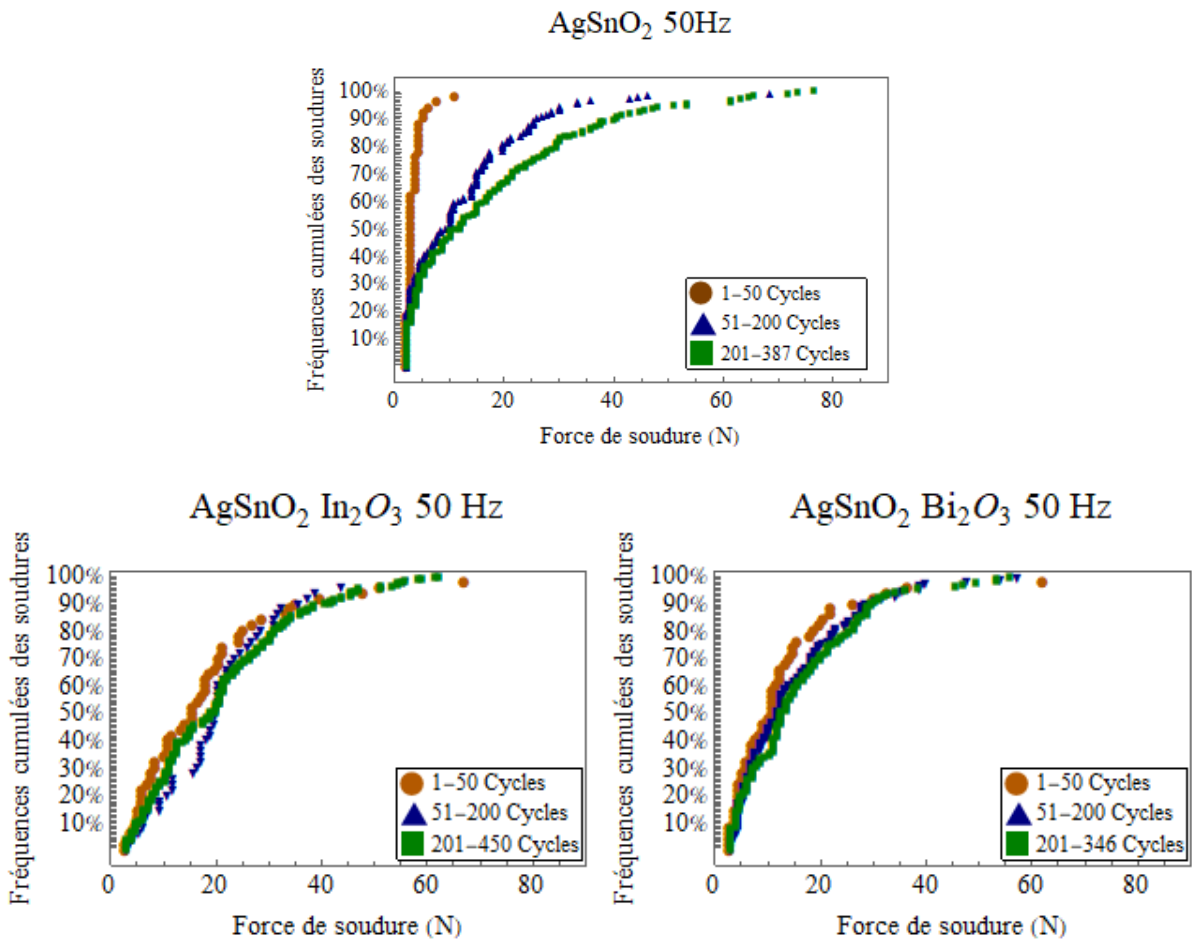 AgSnO₂ 50Hz
Fréquences cumulées des soudures
100%
90%
80%
70%
60%
50%
40%
30%
20%
10%
1–50 Cycles
51–200 Cycles
201–387 Cycles
0 20 40 60 80
Force de soudure (N)
AgSnO₂ In₂O₃ 50 Hz
Fréquences cumulées des soudures
100%
90%
80%
70%
60%
50%
40%
30%
20%
10%
1–50 Cycles
51–200 Cycles
201–450 Cycles
0 20 40 60 80
Force de soudure (N)
AgSnO₂ Bi₂O₃ 50 Hz
Fréquences cumulées des soudures
100%
90%
80%
70%
60%
50%
40%
30%
20%
10%
1–50 Cycles
51–200 Cycles
201–346 Cycles
0 20 40 60 80
Force de soudure (N)